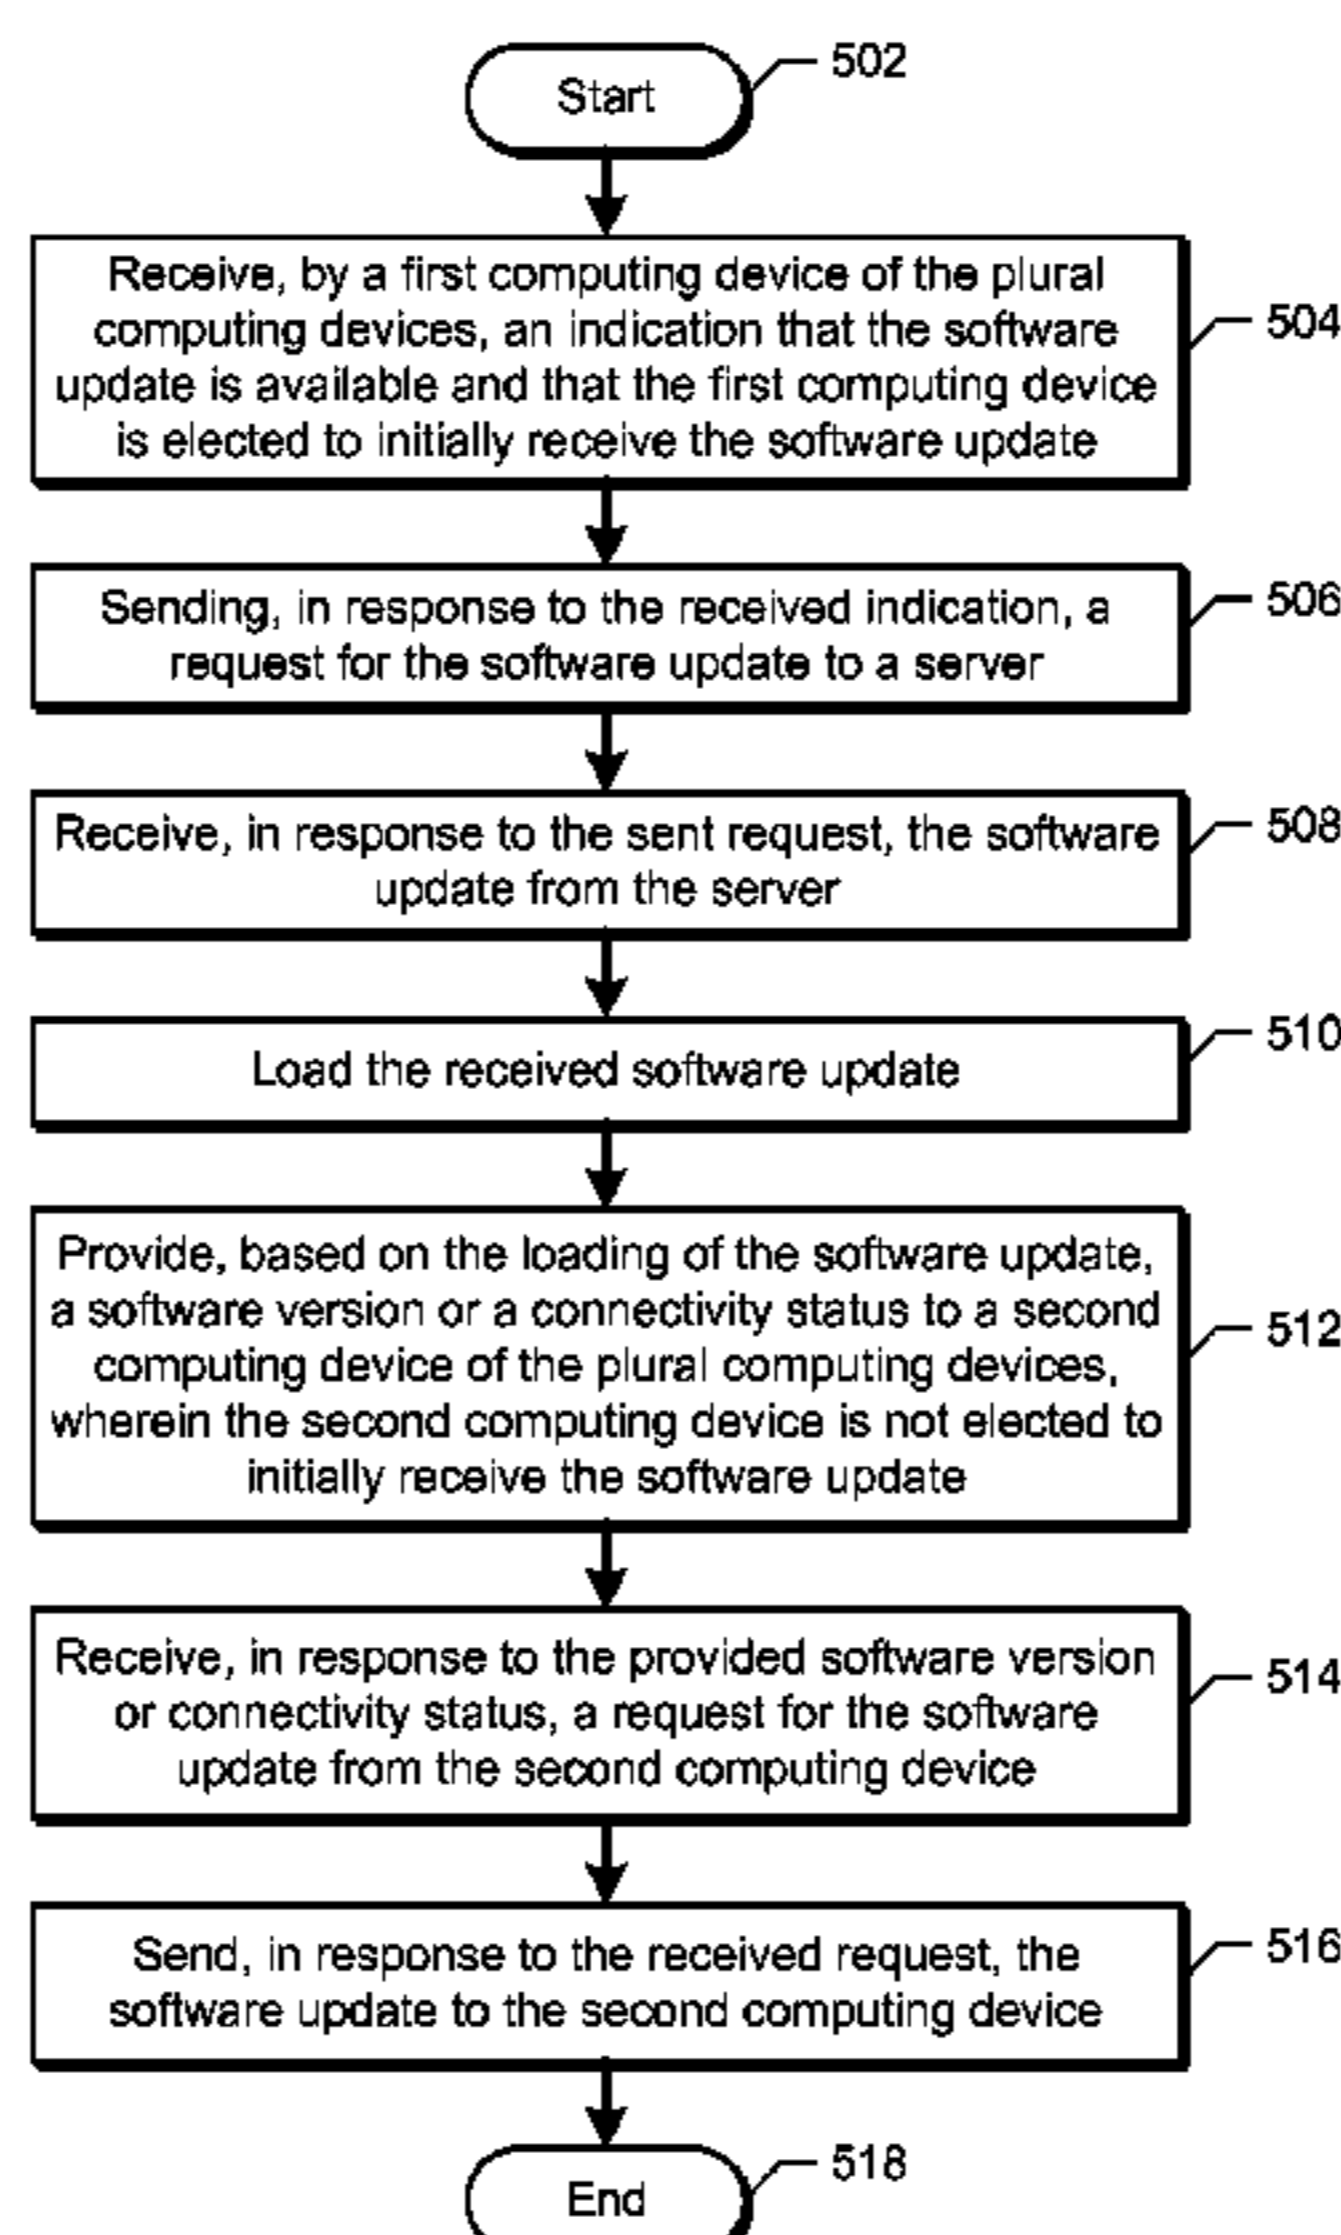 Start
502
Receive, by a first computing device of the plural
computing devices, an indication that the software
update is available and that the first computing device
is elected to initially receive the software update
504
Sending, in response to the received indication, a
request for the software update to a server
506
Receive, in response to the sent request, the software
update from the server
508
Load the received software update
510
Provide, based on the loading of the software update,
a software version or a connectivity status to a second
computing device of the plural computing devices,
wherein the second computing device is not elected to
initially receive the software update
512
Receive, in response to the provided software version
or connectivity status, a request for the software
update from the second computing device
514
Send, in response to the received request, the
software update to the second computing device
516
End
518